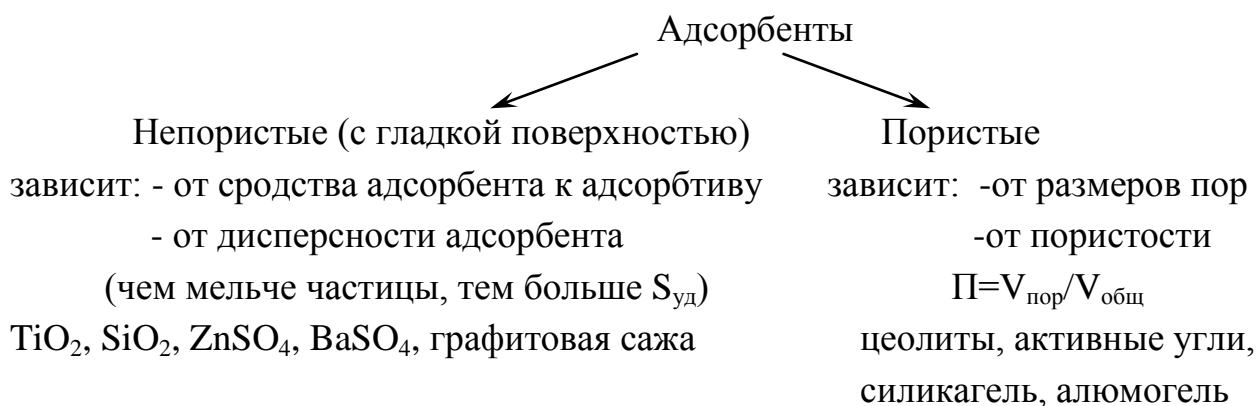 Адсорбенты
Непористые (с гладкой поверхностью) Пористые
зависит: - от сродства адсорбента к адсорбтиву зависит: -от размеров пор
- от дисперсности адсорбента -от пористости
(чем мельче частицы, тем больше Sуд) П=Vпор/Vобщ
TiO2, SiO2, ZnSO4, BaSO4, графитовая сажа цеолиты, активные угли,
силикагель, алюмогель